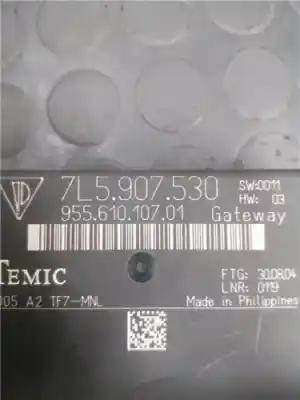 7L5.907.530 SW:0011
HW: 03
955.610.107.01 Gateway
TEMIC
FTG: 30.08.04
005 A2 TF7-MNL
LNR: 0119
Made in Philippines